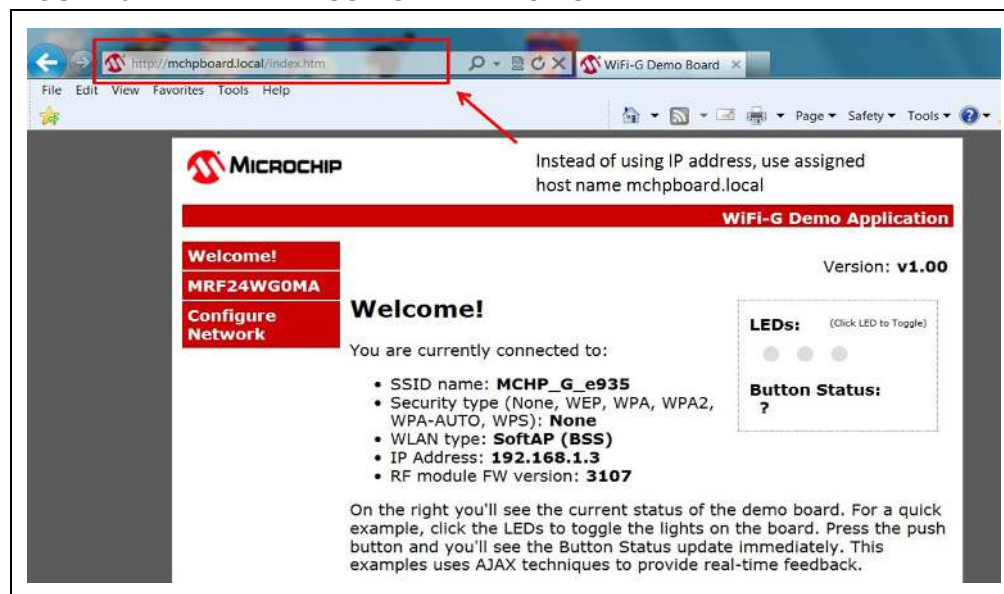 http://mchpboard.local/index.htm
WiFi-G Demo Board
File Edit View Favorites Tools Help
Page Safety Tools
MICROCHIP
Instead of using IP address, use assigned
host name mchpboard.local
WiFi-G Demo Application
Welcome!
MRF24WG0MA
Configure
Network
Version: v1.00
Welcome!
You are currently connected to:
• SSID name: MCHP_G_e935
• Security type (None, WEP, WPA, WPA2,
WPA-AUTO, WPS): None
• WLAN type: SoftAP (BSS)
• IP Address: 192.168.1.3
• RF module FW version: 3107
LEDs: (Click LED to Toggle)
Button Status:
?
On the right you'll see the current status of the demo board. For a quick
example, click the LEDs to toggle the lights on the board. Press the push
button and you'll see the Button Status update immediately. This
examples uses AJAX techniques to provide real-time feedback.